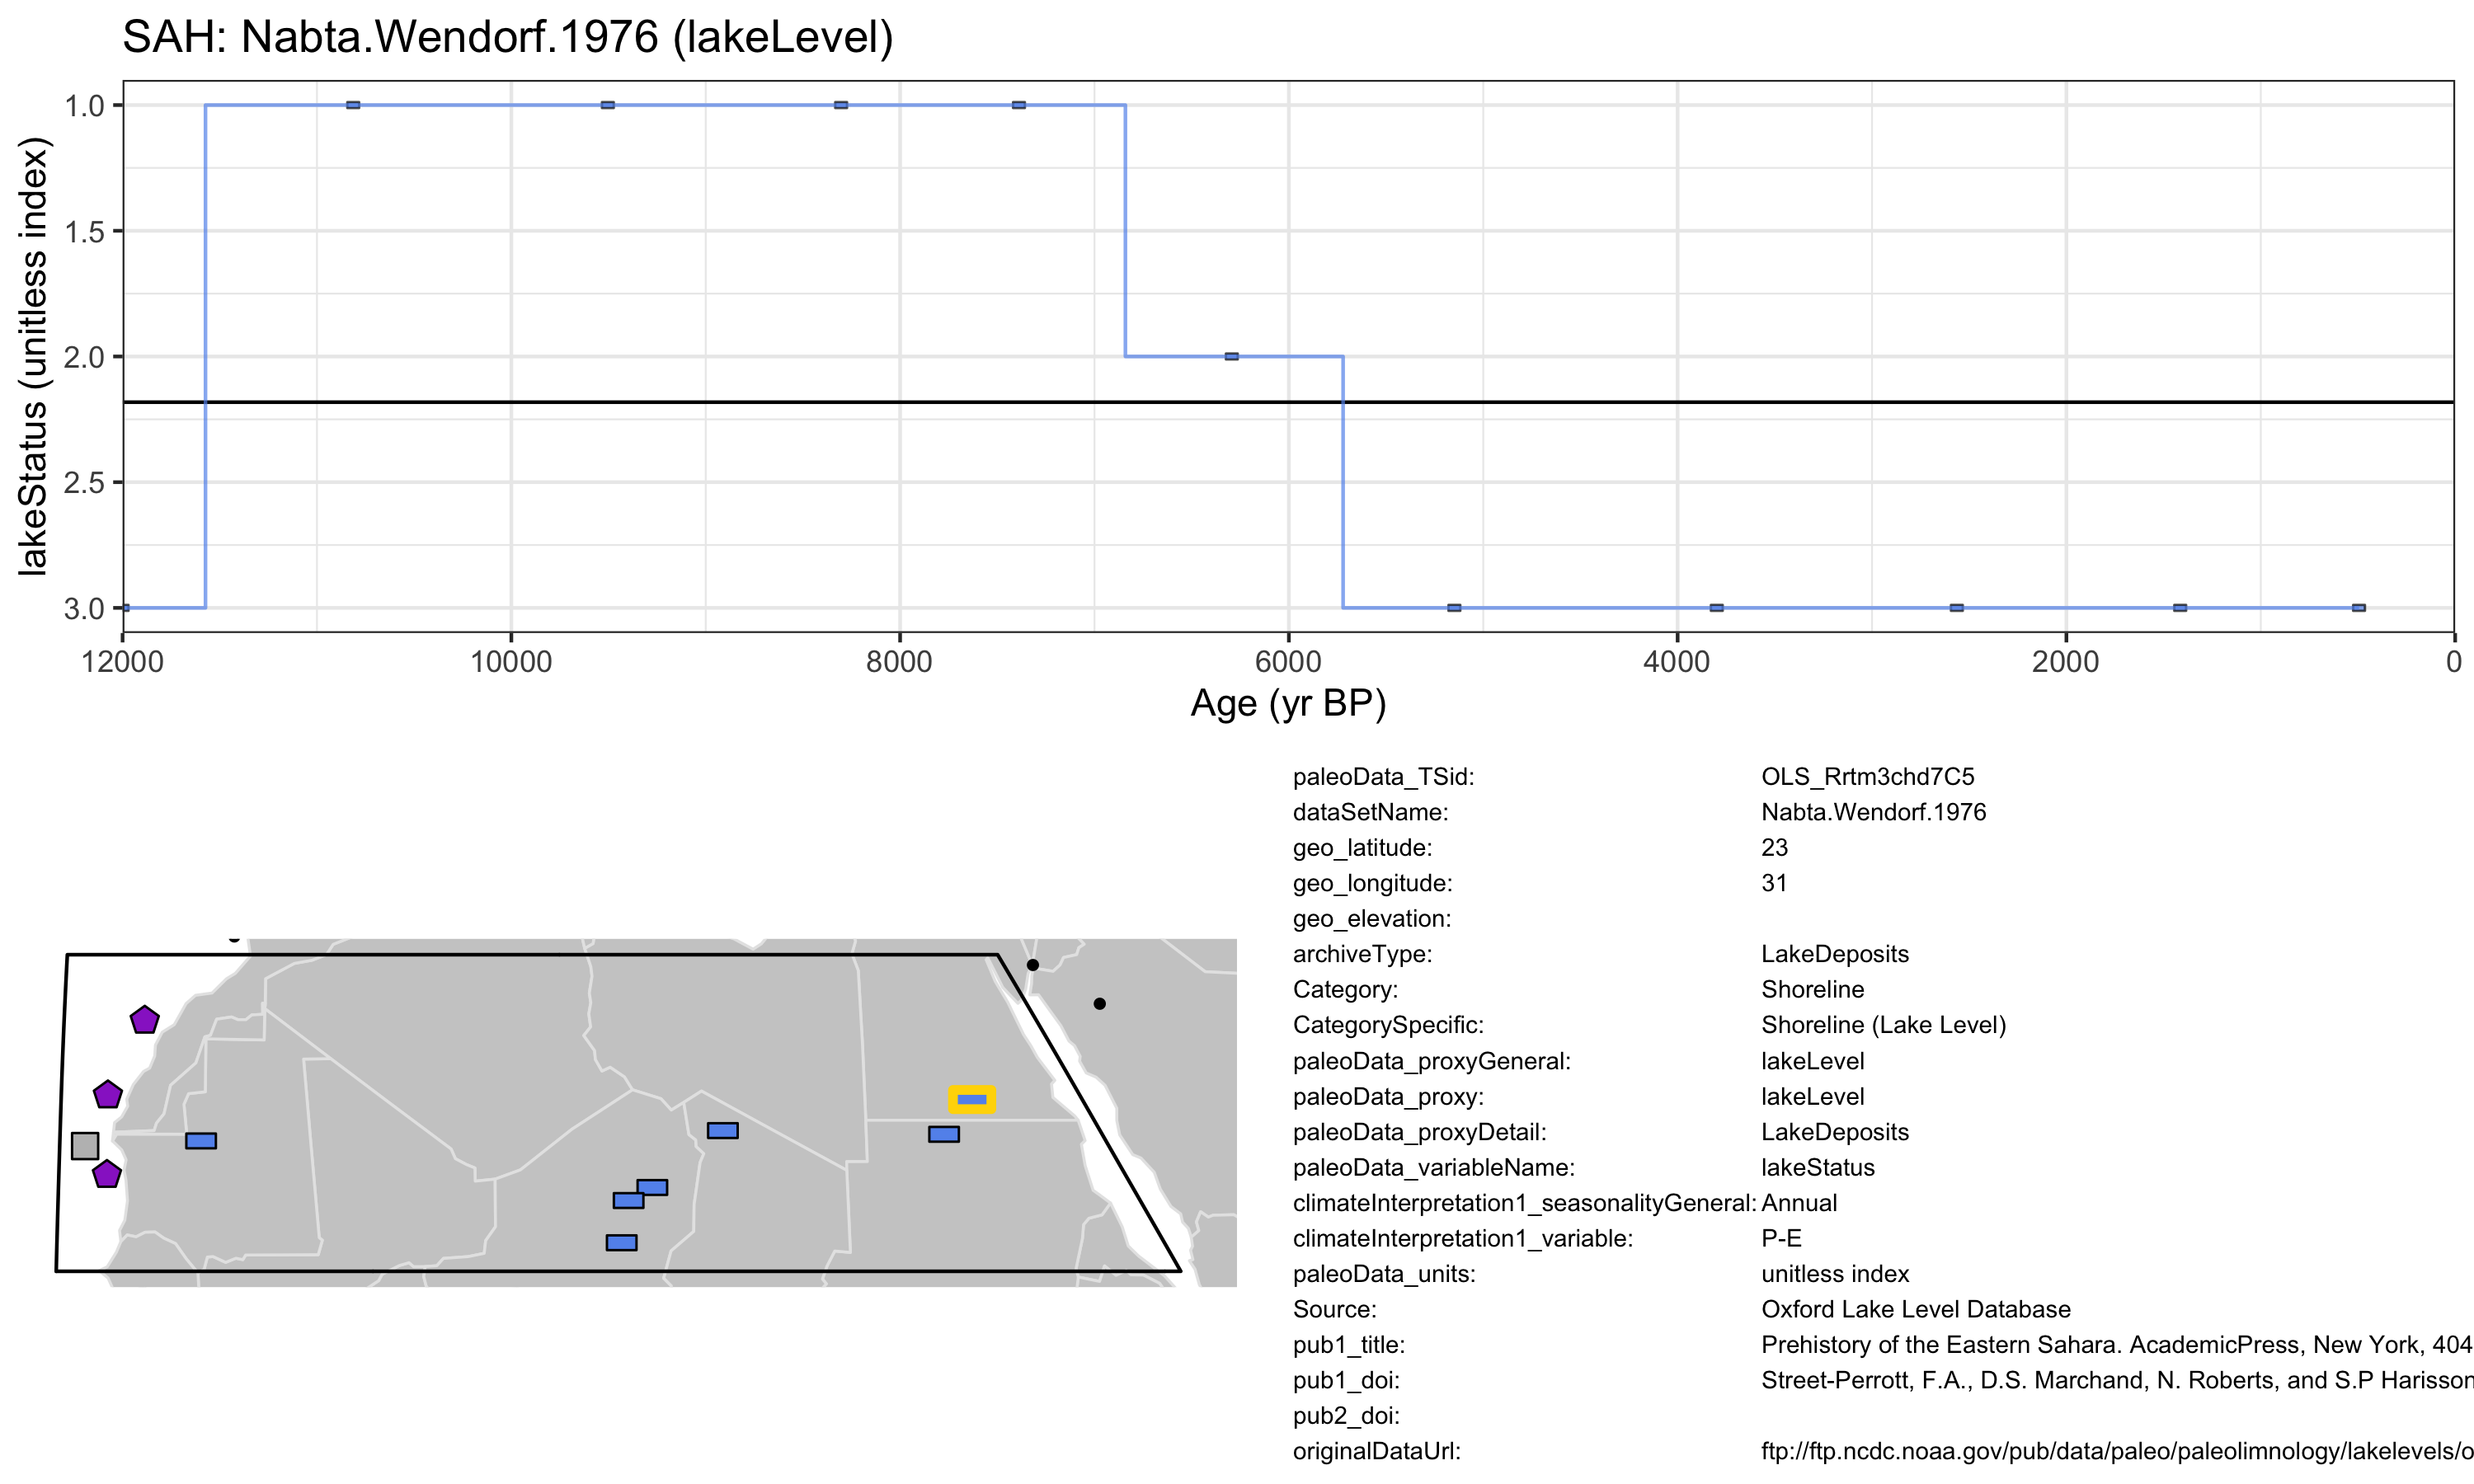 SAH: Nabta.Wendorf.1976 (lakeLevel)
lakeStatus (unitless index)
1.0
1.5
2.0
2.5
3.0
12000 10000 8000 6000 4000 2000 0
Age (yr BP)
paleoData_TSid: OLS_Rrtm3chd7C5
dataSetName: Nabta.Wendorf.1976
geo_latitude: 23
geo_longitude: 31
geo_elevation:
archiveType: LakeDeposits
Category: Shoreline
CategorySpecific: Shoreline (Lake Level)
paleoData_proxyGeneral: lakeLevel
paleoData_proxy: lakeLevel
paleoData_proxyDetail: LakeDeposits
paleoData_variableName: lakeStatus
climateInterpretation1_seasonalityGeneral: Annual
climateInterpretation1_variable: P-E
paleoData_units: unitless index
Source: Oxford Lake Level Database
pub1_title: Prehistory of the Eastern Sahara. AcademicPress, New York, 404
pub1_doi: Street-Perrott, F.A., D.S. Marchand, N. Roberts, and S.P Harisson
pub2_doi:
originalDataUrl: ftp://ftp.ncdc.noaa.gov/pub/data/paleo/paleolimnology/lakelevels/o